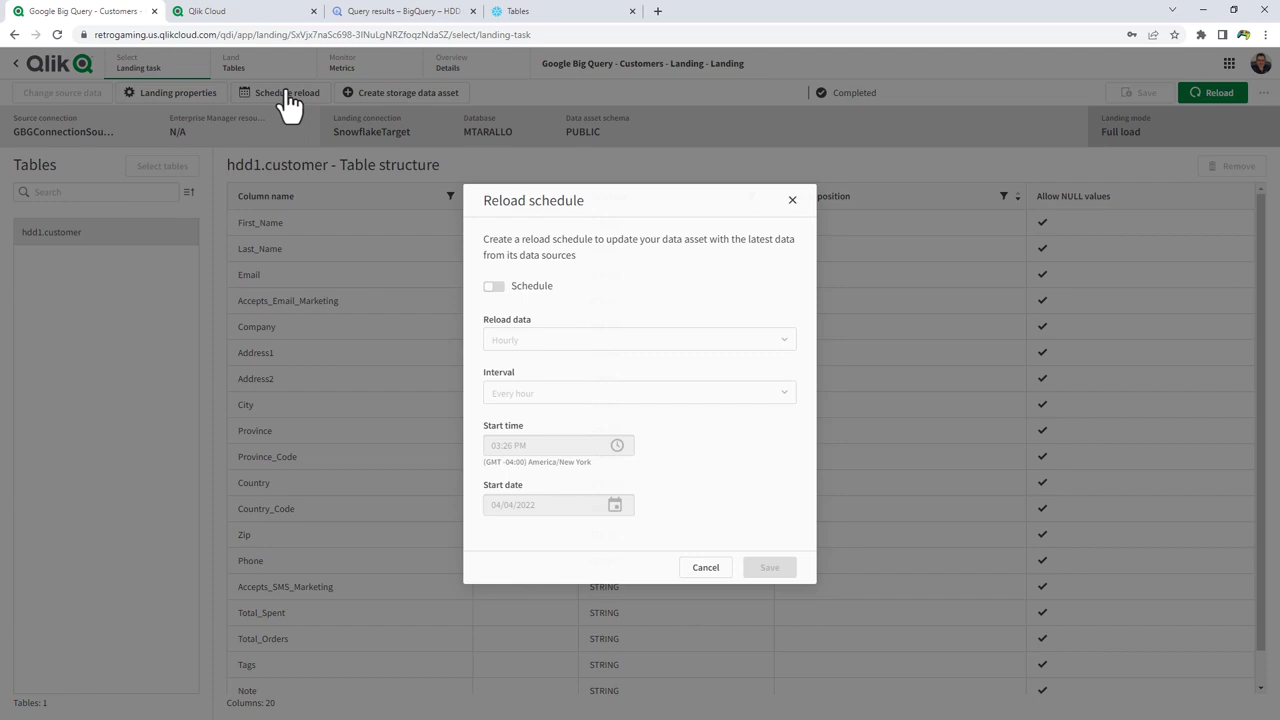 Google Big Query - Customers -
Qlik Cloud
Query results – BigQuery – HDD
Tables
retrogaming.us.qlikcloud.com/qdi/app/landing/SxVjx7naSc698-3INuLgNRZfoqzNdaSZ/select/landing-task
Qlik
Select
Landing task
Land
Tables
Monitor
Metrics
Overview
Details
Google Big Query - Customers - Landing - Landing
Change source data
Landing properties
Schedule reload
Create storage data asset
Completed
Save
Reload
Source connection
GBGConnectionSou...
Enterprise Manager resou...
N/A
Landing connection
SnowflakeTarget
Database
MTARALLO
Data asset schema
PUBLIC
Landing mode
Full load
Tables
Select tables
Search
hdd1.customer
hdd1.customer - Table structure
Remove
Column name
position
Allow NULL values
First_Name
Last_Name
Email
Accepts_Email_Marketing
Company
Address1
Address2
City
Province
Province_Code
Country
Country_Code
Zip
Phone
Accepts_SMS_Marketing
STRING
Total_Spent
STRING
Total_Orders
STRING
Tags
STRING
Note
STRING
Reload schedule
Create a reload schedule to update your data asset with the latest data
from its data sources
Schedule
Reload data
Hourly
Interval
Every hour
Start time
03:26 PM
(GMT -04:00) America/New York
Start date
04/04/2022
Cancel
Save
Tables: 1
Columns: 20